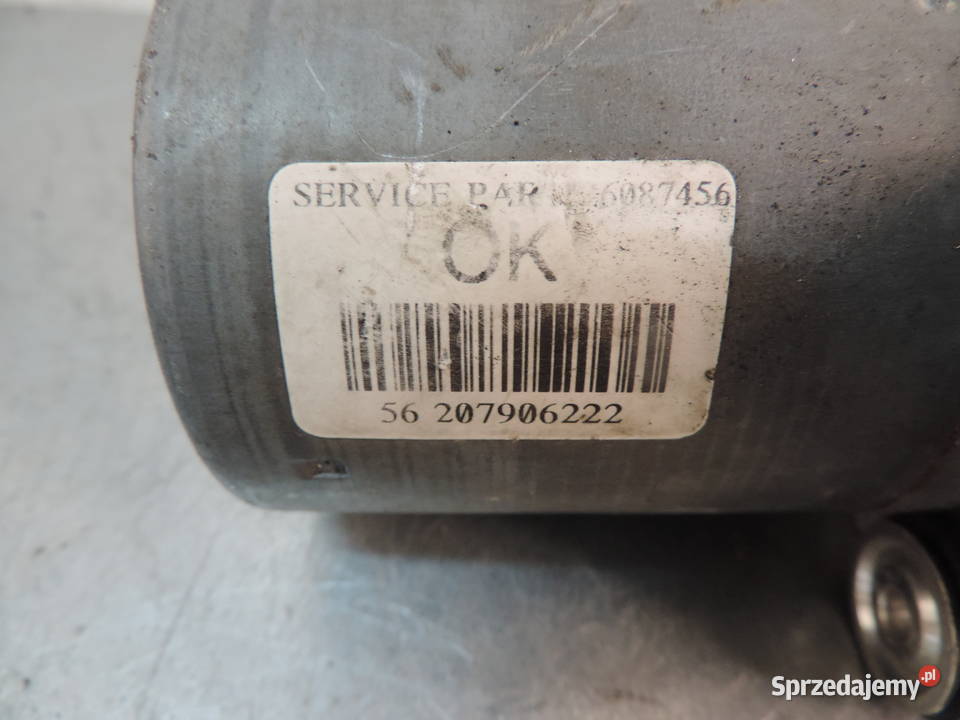 SERVICE PAR 6087456
OK
56 207906222
Sprzedajemy.pl